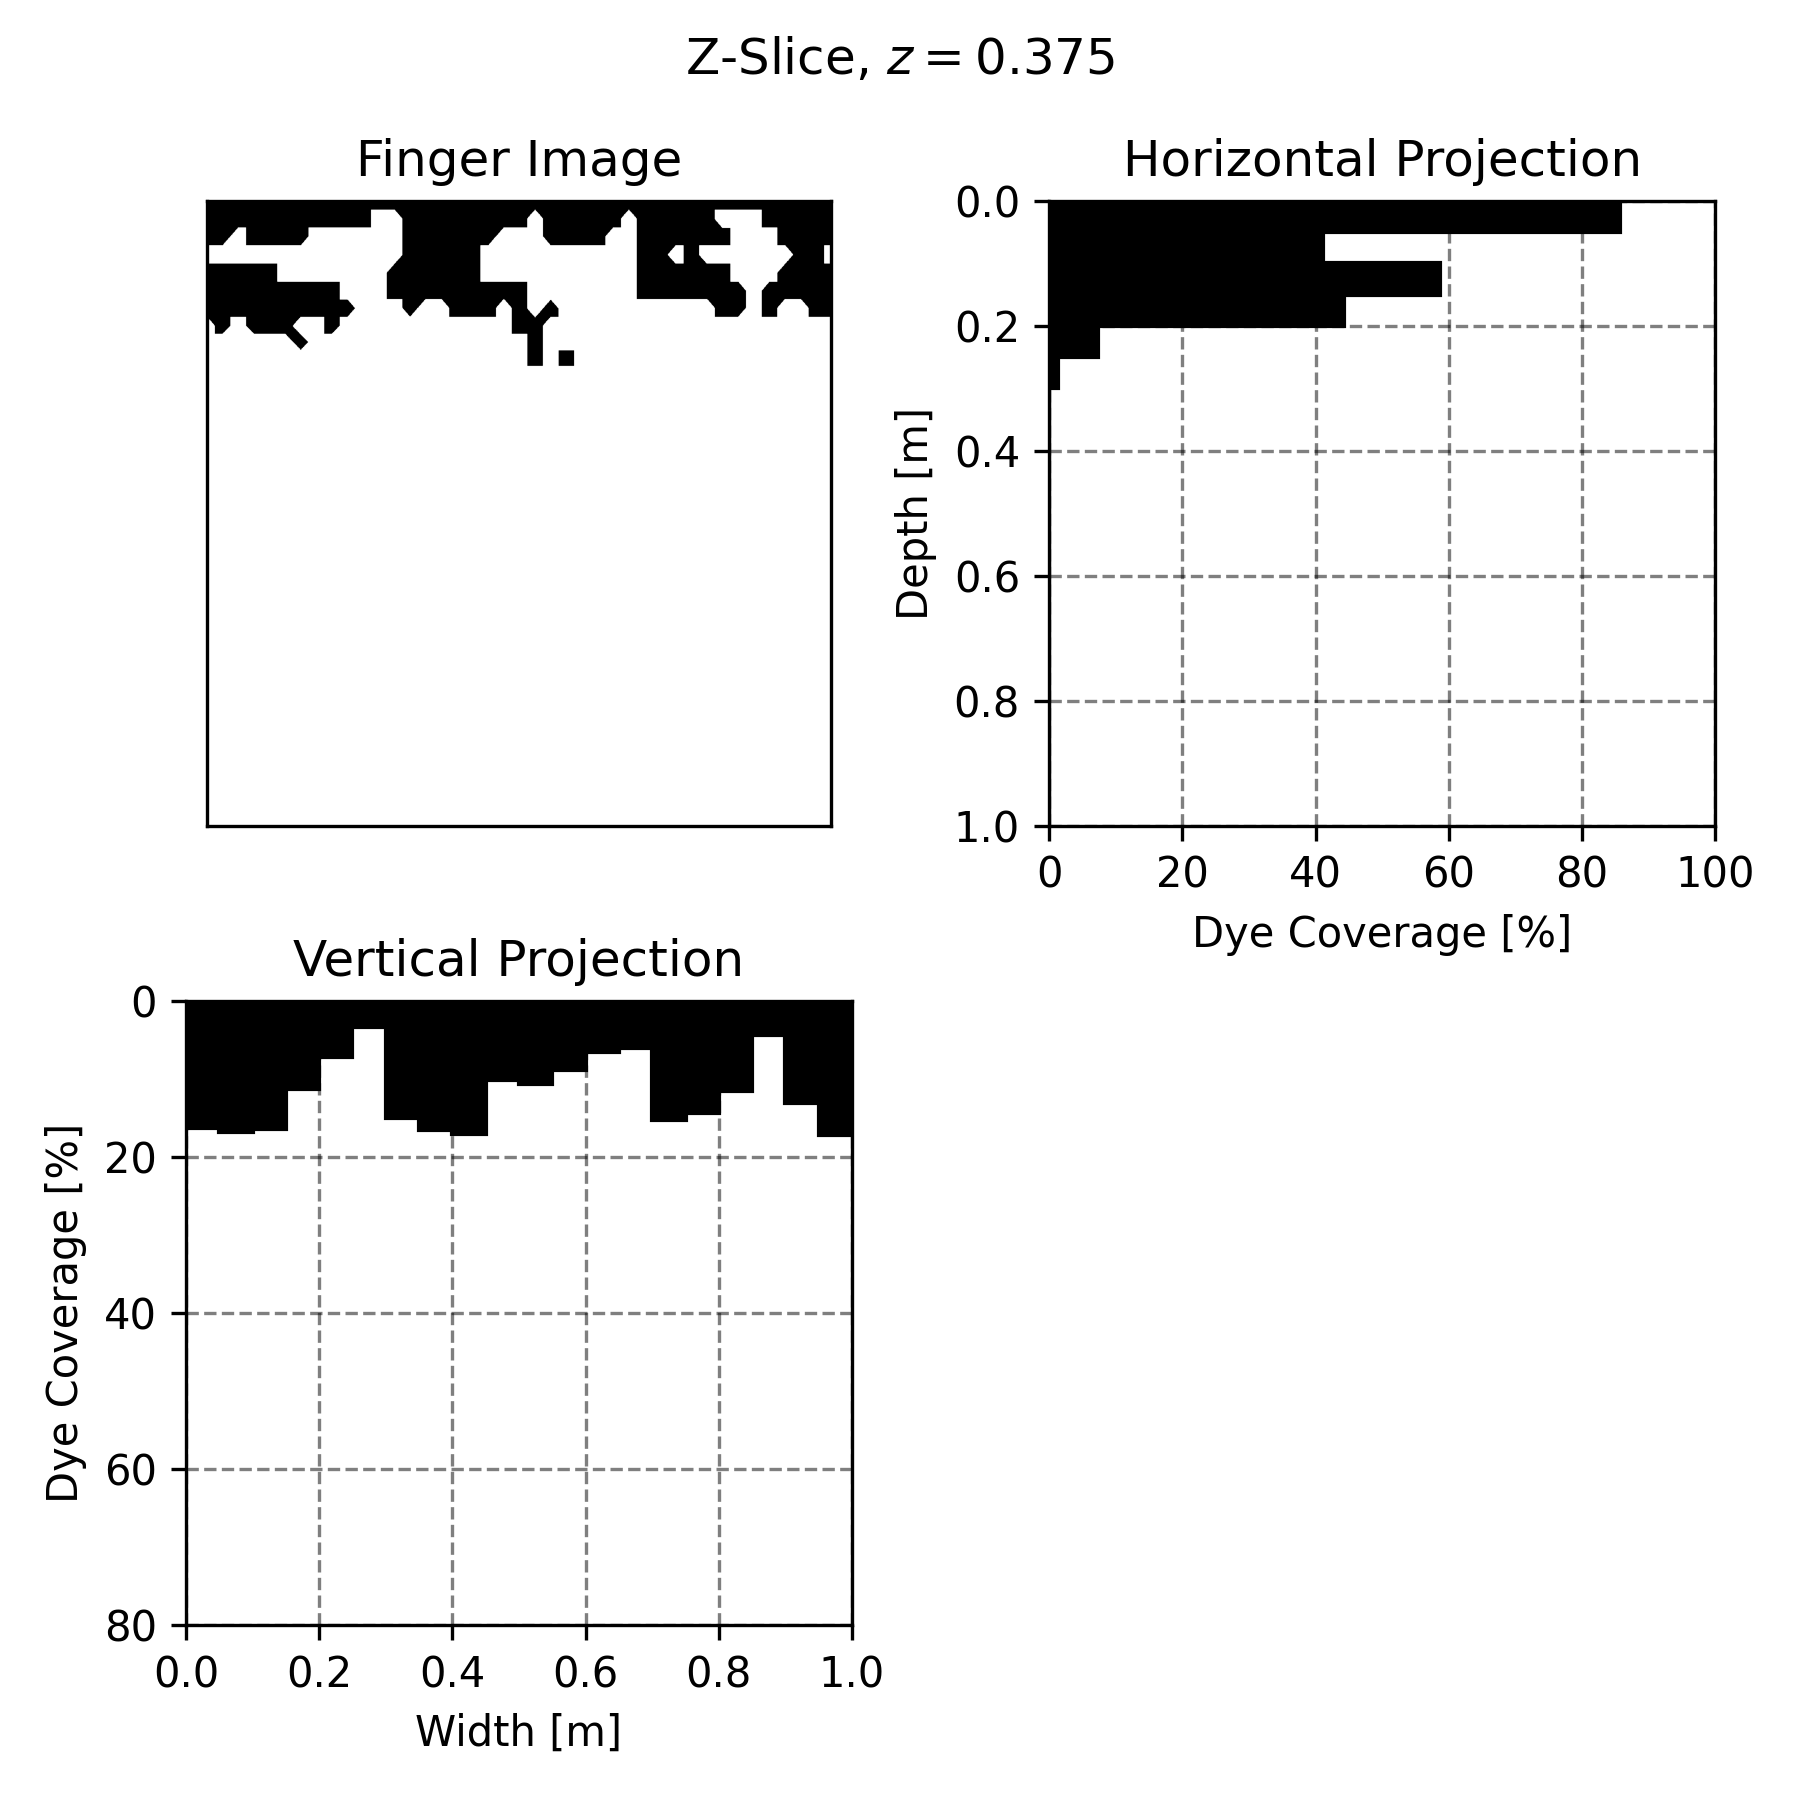 Z-Slice, z = 0.375
Finger Image
Horizontal Projection
0.0
0.2
0.4
0.6
0.8
1.0
Depth [m]
0 20 40 60 80 100
Dye Coverage [%]
Vertical Projection
0
20
40
60
80
Dye Coverage [%]
0.0 0.2 0.4 0.6 0.8 1.0
Width [m]